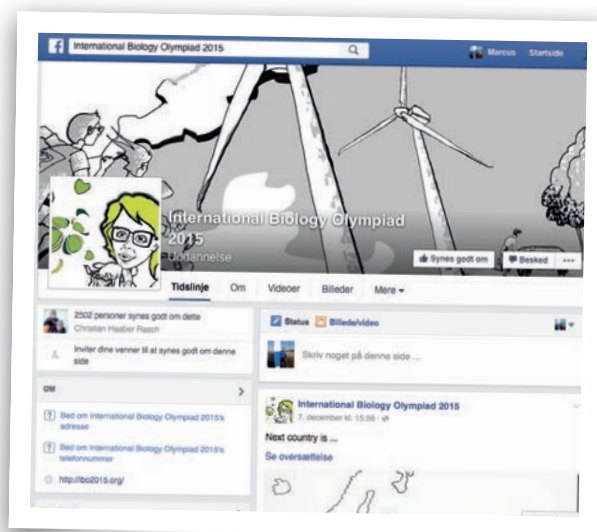 International Biology Olympiad 2015
Marcus Startside
International Biology Olympiad
2015
Uddannelse
Synes godt om Besked
Tidslinje Om Videoer Billeder Mere
2502 personer synes godt om dette
Christian Haaber Rasch
Inviter dine venner til at synes godt om denne
side
OM
Bed om International Biology Olympiad 2015's
adresse
Bed om International Biology Olympiad 2015's
telefonnummer
http://ibo2015.org/
Status Billede/video
Skriv noget på denne side ...
International Biology Olympiad 2015
7. december kl. 15:56
Next country is ...
Se oversættelse